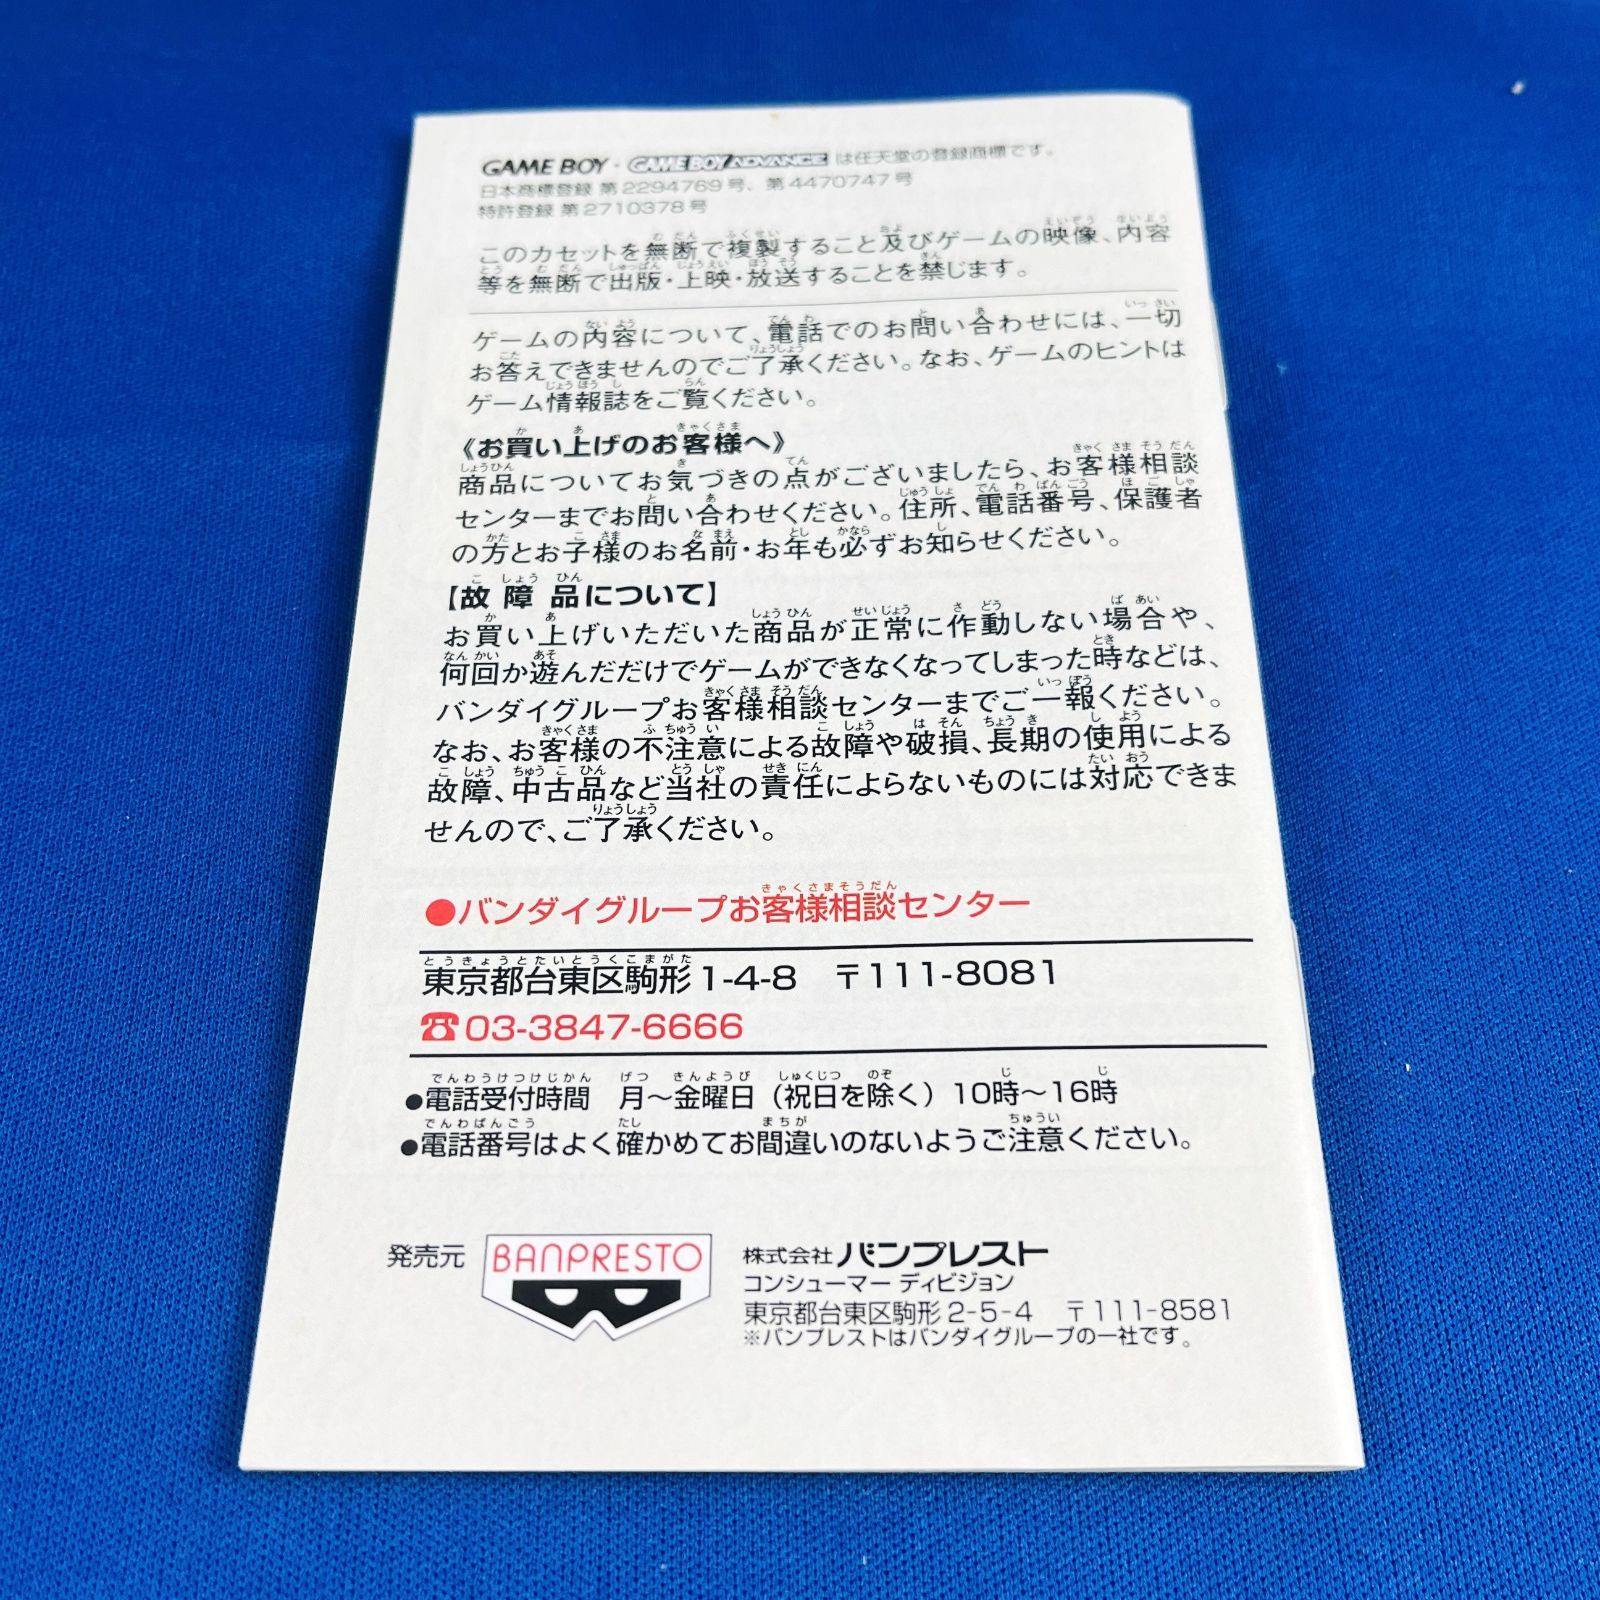 GAME BOY・GAME BOY ADVANCE は任天堂の登録商標です。
日本商標登録 第2294769号、第4470747号
特許登録 第2710378号
このカセットを無断で複製すること及びゲームの映像、内容
等を無断で出版・上映・放送することを禁じます。
ゲームの内容について、電話でのお問い合わせには、一切
お答えできませんのでご了承ください。なお、ゲームのヒントは
ゲーム情報誌をご覧ください。
《お買い上げのお客様へ》
商品についてお気づきの点がございましたら、お客様相談
センターまでお問い合わせください。住所、電話番号、保護者
の方とお子様のお名前・お年も必ずお知らせください。
【故障品について】
お買い上げいただいた商品が正常に作動しない場合や、
何回か遊んだだけでゲームができなくなってしまった時などは、
バンダイグループお客様相談センターまでご一報ください。
なお、お客様の不注意による故障や破損、長期の使用による
故障、中古品など当社の責任によらないものには対応できま
せんので、ご了承ください。
●バンダイグループお客様相談センター
東京都台東区駒形1-4-8 〒111-8081
☎03-3847-6666
●電話受付時間 月〜金曜日（祝日を除く）10時〜16時
●電話番号はよく確かめてお間違いのないようご注意ください。
発売元 BANPRESTO 株式会社 バンプレスト
コンシューマー ディビジョン
東京都台東区駒形2-5-4 〒111-8581
※バンプレストはバンダイグループの一社です。